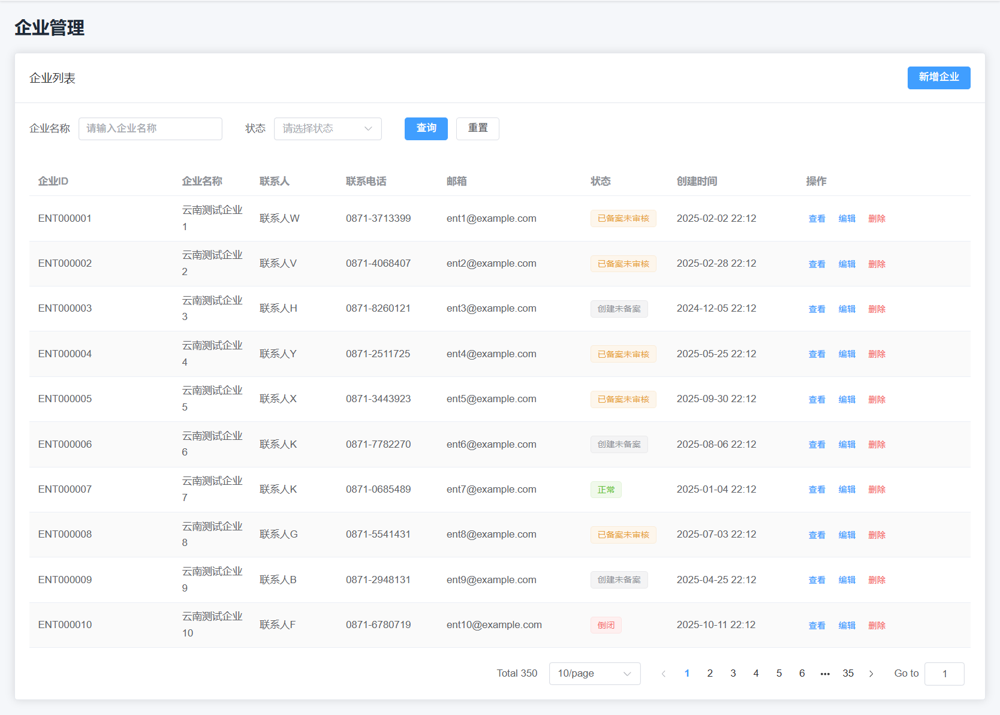 企业管理
企业列表
新增企业
企业名称 请输入企业名称 状态 请选择状态 查询 重置
企业ID 企业名称 联系人 联系电话 邮箱 状态 创建时间 操作
ENT000001 云南测试企业1 联系人W 0871-3713399 ent1@example.com 已备案未审核 2025-02-02 22:12 查看 编辑 删除
ENT000002 云南测试企业2 联系人V 0871-4068407 ent2@example.com 已备案未审核 2025-02-28 22:12 查看 编辑 删除
ENT000003 云南测试企业3 联系人H 0871-8260121 ent3@example.com 创建未备案 2024-12-05 22:12 查看 编辑 删除
ENT000004 云南测试企业4 联系人Y 0871-2511725 ent4@example.com 已备案未审核 2025-05-25 22:12 查看 编辑 删除
ENT000005 云南测试企业5 联系人X 0871-3443923 ent5@example.com 已备案未审核 2025-09-30 22:12 查看 编辑 删除
ENT000006 云南测试企业6 联系人K 0871-7782270 ent6@example.com 创建未备案 2025-08-06 22:12 查看 编辑 删除
ENT000007 云南测试企业7 联系人K 0871-0685489 ent7@example.com 正常 2025-01-04 22:12 查看 编辑 删除
ENT000008 云南测试企业8 联系人G 0871-5541431 ent8@example.com 已备案未审核 2025-07-03 22:12 查看 编辑 删除
ENT000009 云南测试企业9 联系人B 0871-2948131 ent9@example.com 创建未备案 2025-04-25 22:12 查看 编辑 删除
ENT000010 云南测试企业10 联系人F 0871-6780719 ent10@example.com 倒闭 2025-10-11 22:12 查看 编辑 删除
Total 350 10/page 1 2 3 4 5 6 ••• 35 Go to 1